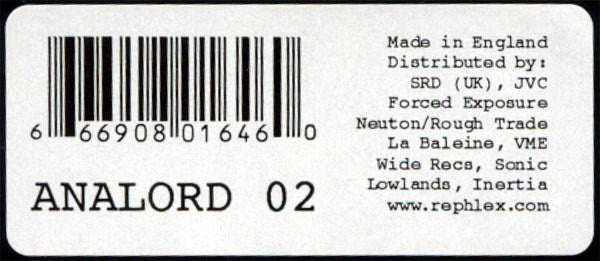 6 66908 01646 0
ANALORD 02
Made in England
Distributed by:
SRD (UK), JVC
Forced Exposure
Neuton/Rough Trade
La Baleine, VME
Wide Recs, Sonic
Lowlands, Inertia
www.rephlex.com